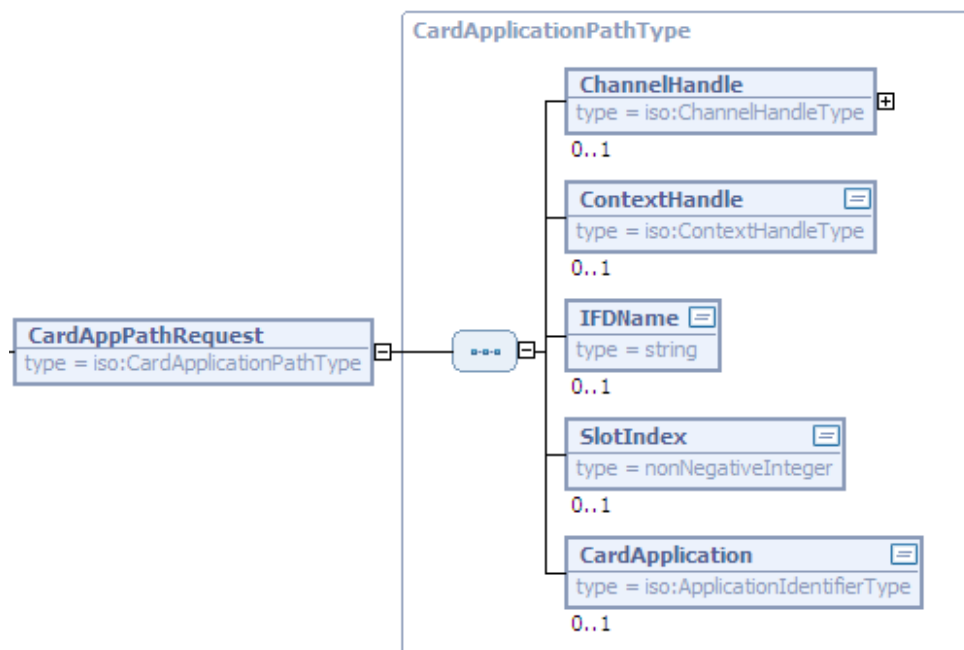 CardApplicationPathType
ChannelHandle
type = iso:ChannelHandleType
0..1
ContextHandle
type = iso:ContextHandleType
0..1
CardAppPathRequest
type = iso:CardApplicationPathType
IFDName
type = string
0..1
SlotIndex
type = nonNegativeInteger
0..1
CardApplication
type = iso:ApplicationIdentifierType
0..1